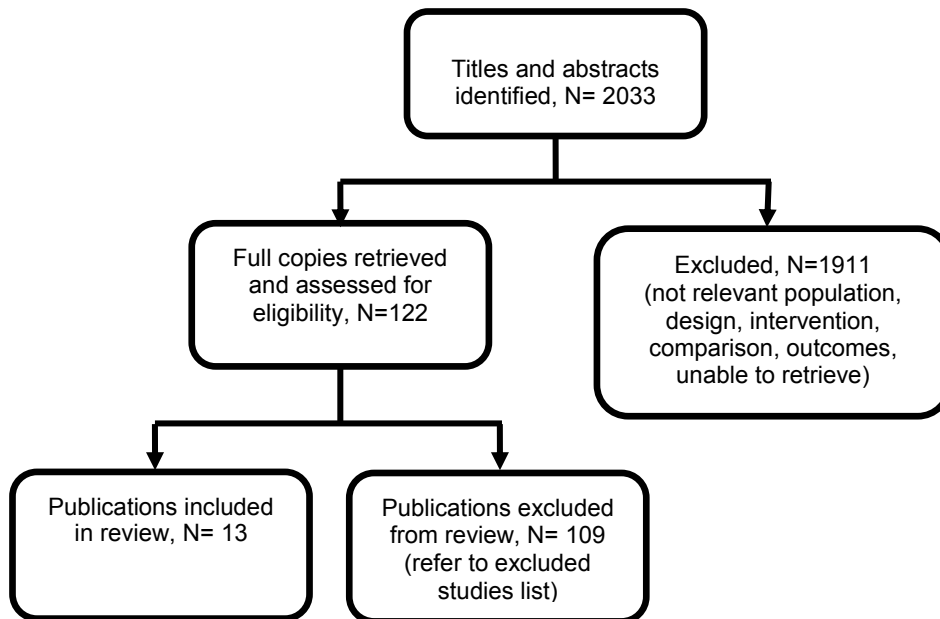 Titles and abstracts
identified, N= 2033
Full copies retrieved
and assessed for
eligibility, N=122
Excluded, N=1911
(not relevant population,
design, intervention,
comparison, outcomes,
unable to retrieve)
Publications included
in review, N= 13
Publications excluded
from review, N= 109
(refer to excluded
studies list)